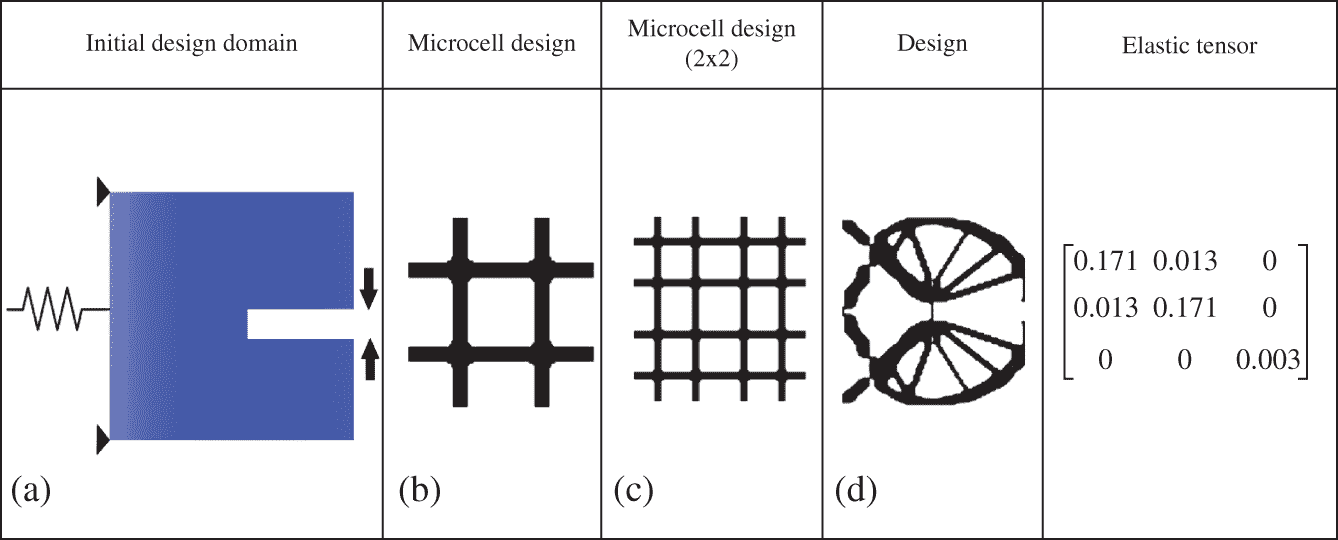 Initial design domain
Microcell design
Microcell design
(2x2)
Design
Elastic tensor
0.171 0.013 0
0.013 0.171 0
0 0 0.003
(a)
(b)
(c)
(d)